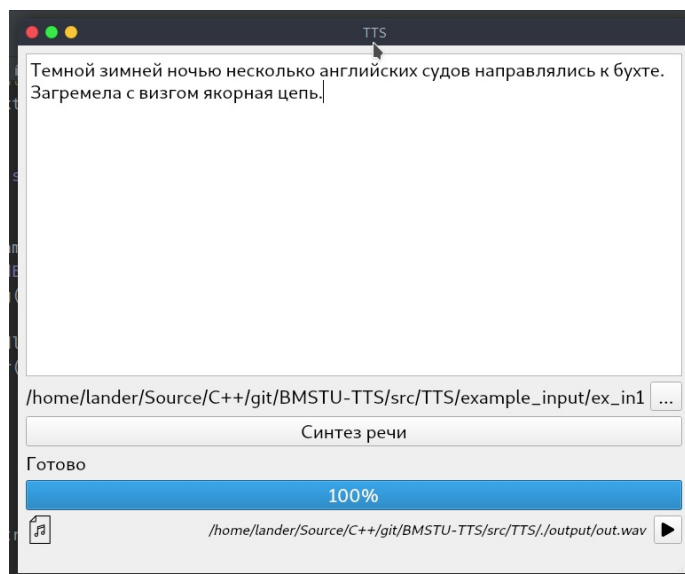 TTS
Темной зимней ночью несколько английских судов направлялись к бухте.
Загремела с визгом якорная цепь.
/home/lander/Source/C++/git/BMSTU-TTS/src/TTS/example_input/ex_in1 ...
Синтез речи
Готово
100%
/home/lander/Source/C++/git/BMSTU-TTS/src/TTS/./output/out.wav